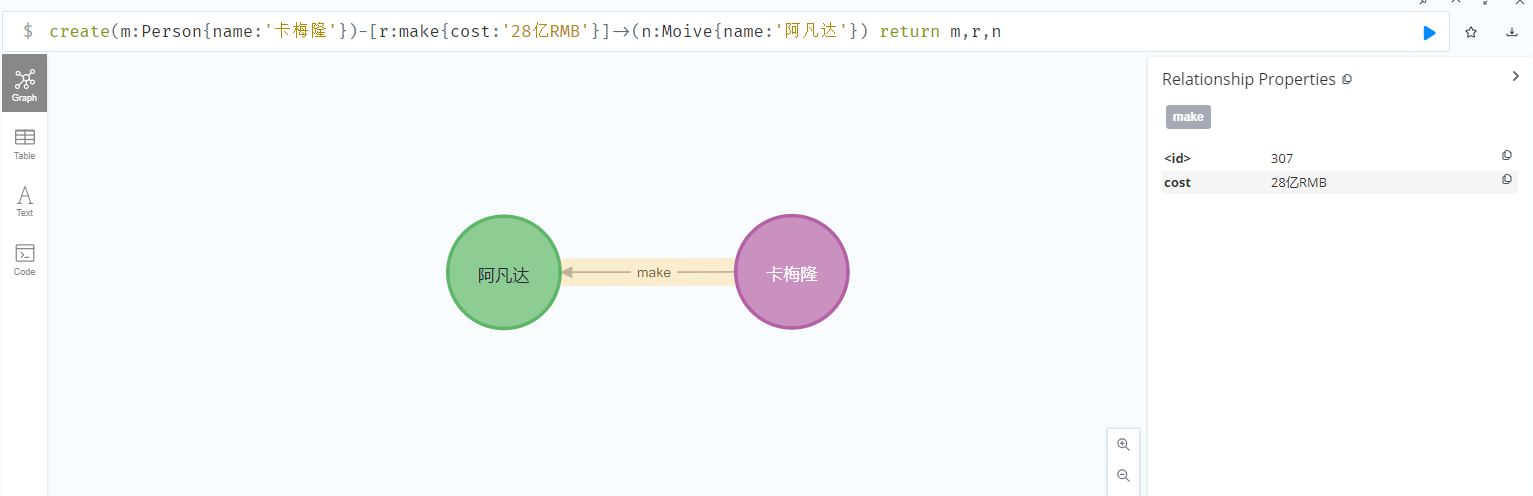 $ create(m:Person{name:'卡梅隆'})-[r:make{cost:'28亿RMB'}]->(n:Moive{name:'阿凡达'}) return m,r,n
Graph
Table
Text
Code
阿凡达
make
卡梅隆
Relationship Properties
make
<id> 307
cost 28亿RMB